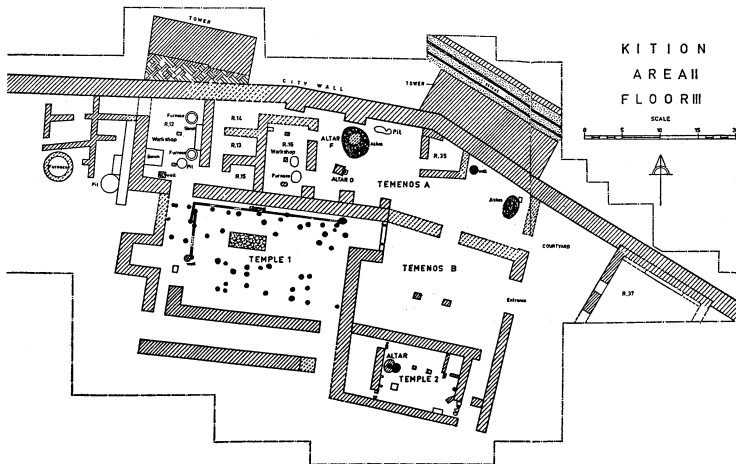 KITION
AREA II
FLOOR III
SCALE
0 5 10 15 20
TOWER
CITY WALL
TOWER
Furnace
R.12
Workshop
Bench
Bench
Furnace
Pit
Well
R.14
R.13
R.15
R.16
Workshop
Furnace
ALTAR
F
Ashes
Pit
ALTAR D
R.35
Well
TEMENOS A
Ashes
Furnace
Pit
COURTYARD
TEMPLE 1
Well
TEMENOS B
Entrance
R.37
ALTAR
TEMPLE 2